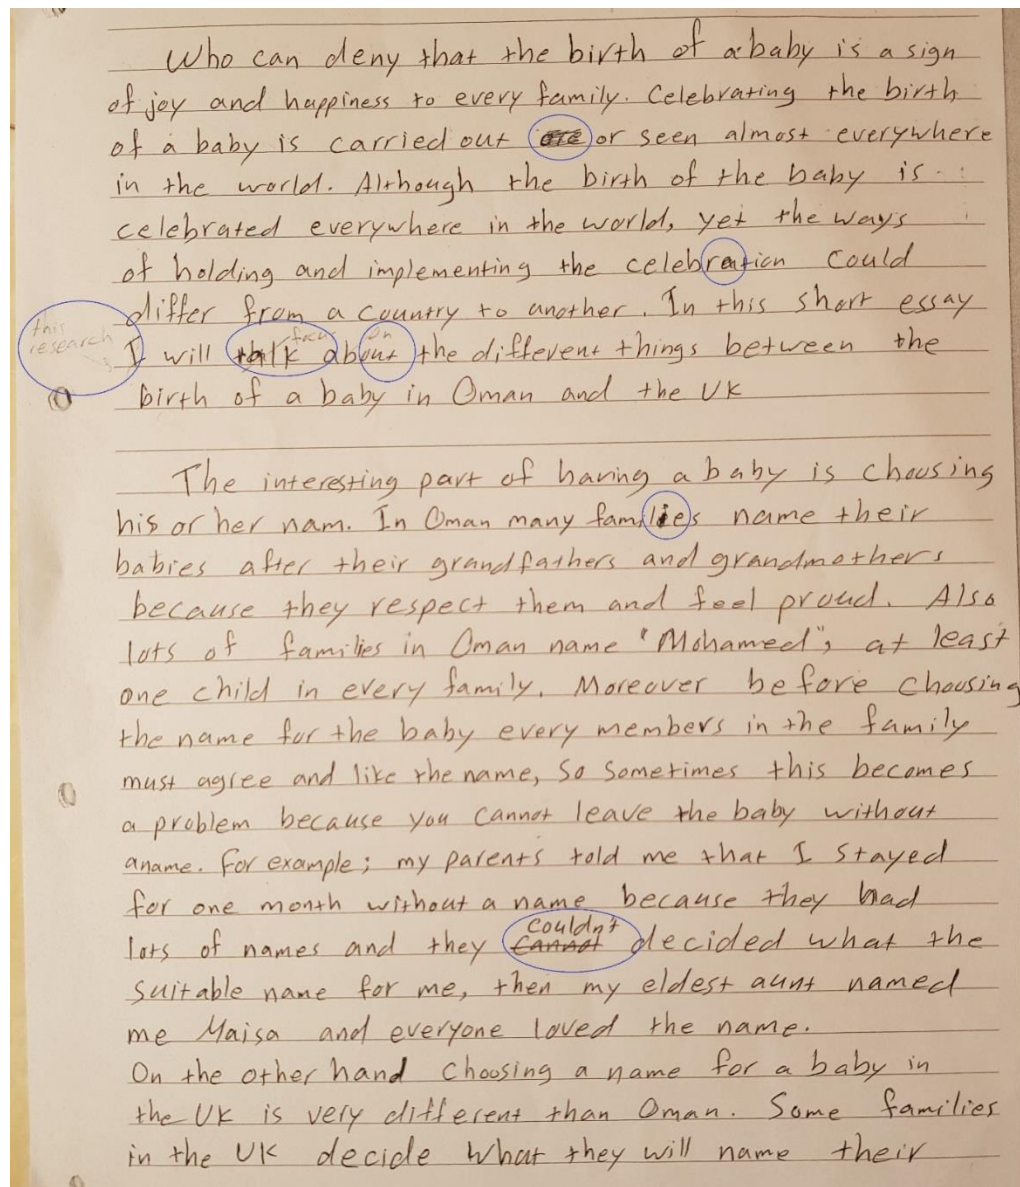 Who can deny that the birth of a baby is a sign
of joy and happiness to every family. Celebrating the birth
of a baby is carried out or seen almost everywhere
in the world. Although the birth of the baby is
celebrated everywhere in the world, yet the ways
of holding and implementing the celebration could
differ from a country to another. In this short essay
this research
focus on
I will talk about the different things between the
birth of a baby in Oman and the UK
The interesting part of having a baby is choosing
his or her nam. In Oman many families name their
babies after their grandfathers and grandmothers
because they respect them and feel proud. Also
lots of families in Oman name "Mohamed", at least
one child in every family. Moreover before choosing
the name for the baby every members in the family
must agree and like the name, So sometimes this becomes
a problem because you cannot leave the baby without
aname. For example; my parents told me that I stayed
for one month without a name because they had
couldn't
lots of names and they cannot decided what the
suitable name for me, then my eldest aunt named
me Maisa and everyone loved the name.
On the other hand choosing a name for a baby in
the UK is very different than Oman. Some families
in the UK decide what they will name their